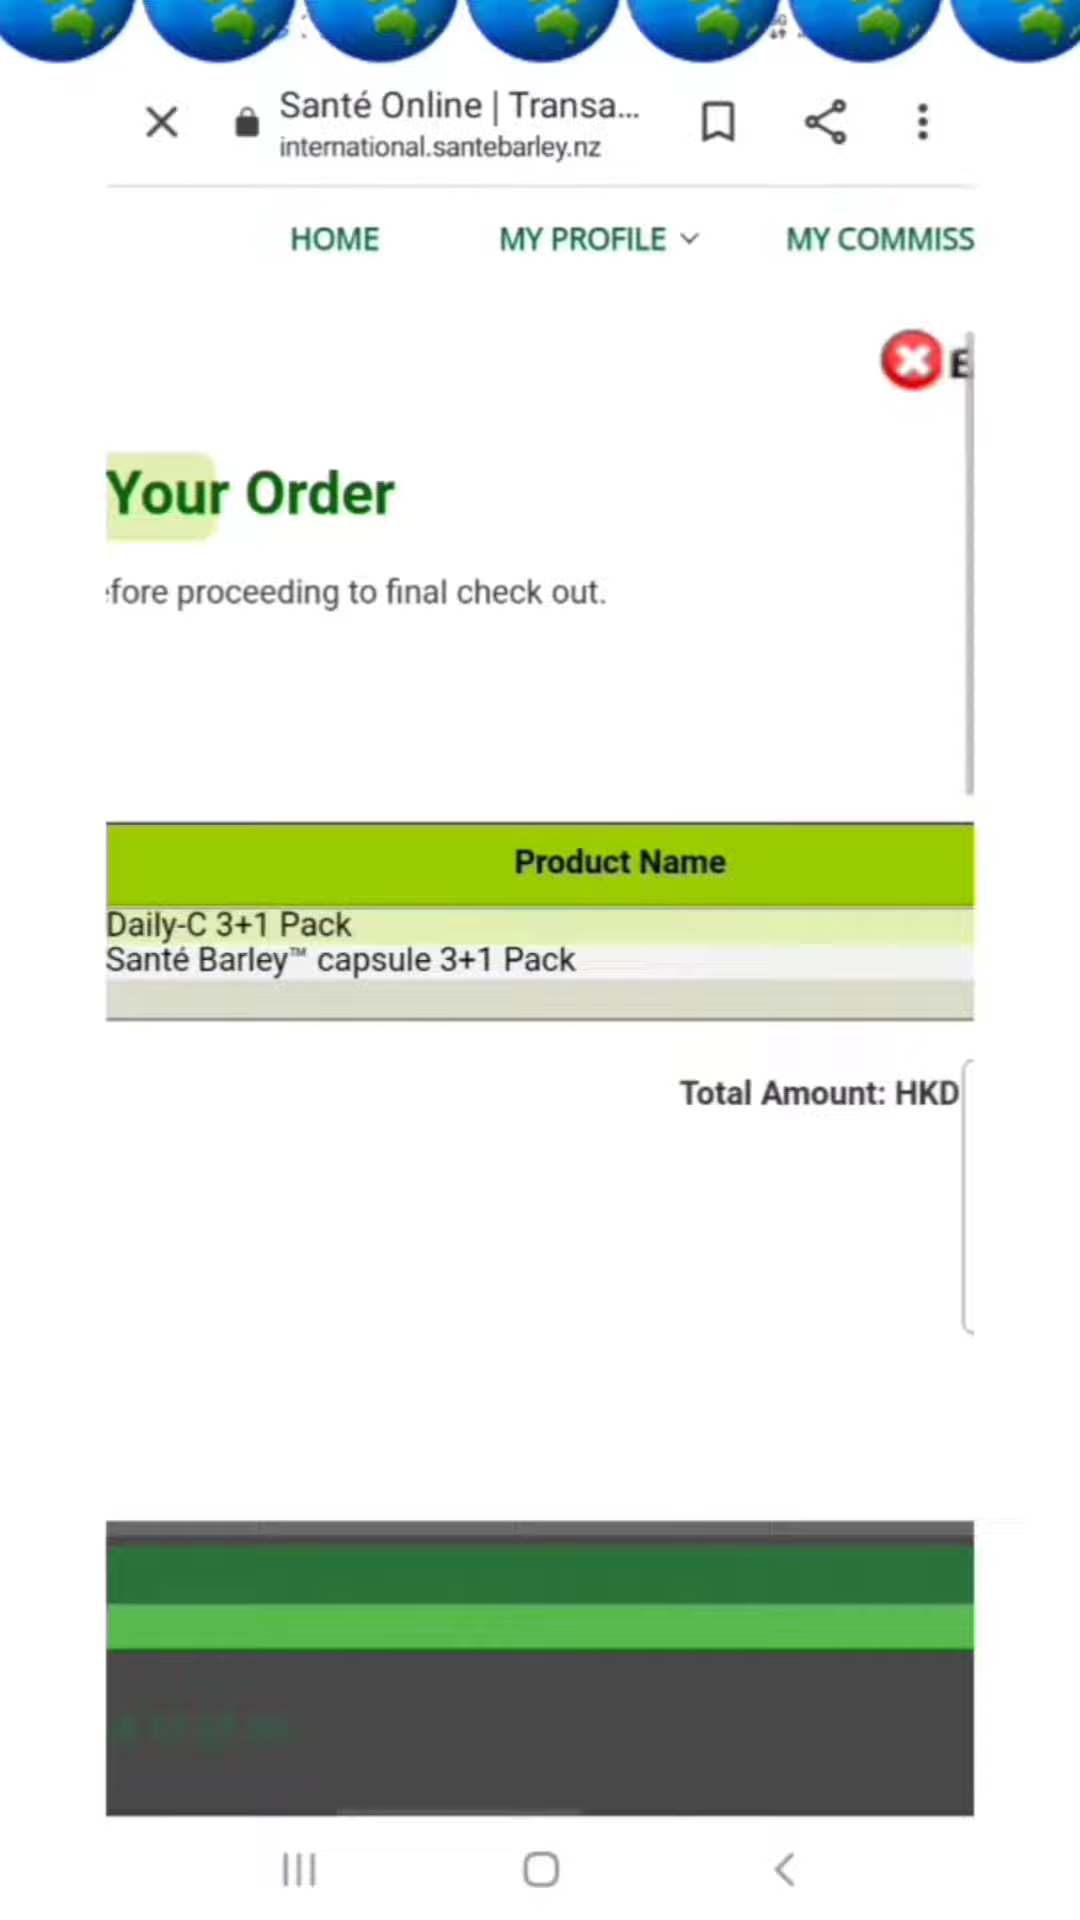 Santé Online | Transa...
international.santebarley.nz
HOME MY PROFILE MY COMMISS
E
Your Order
efore proceeding to final check out.
Product Name
Daily-C 3+1 Pack
Santé Barley™ capsule 3+1 Pack
Total Amount: HKD